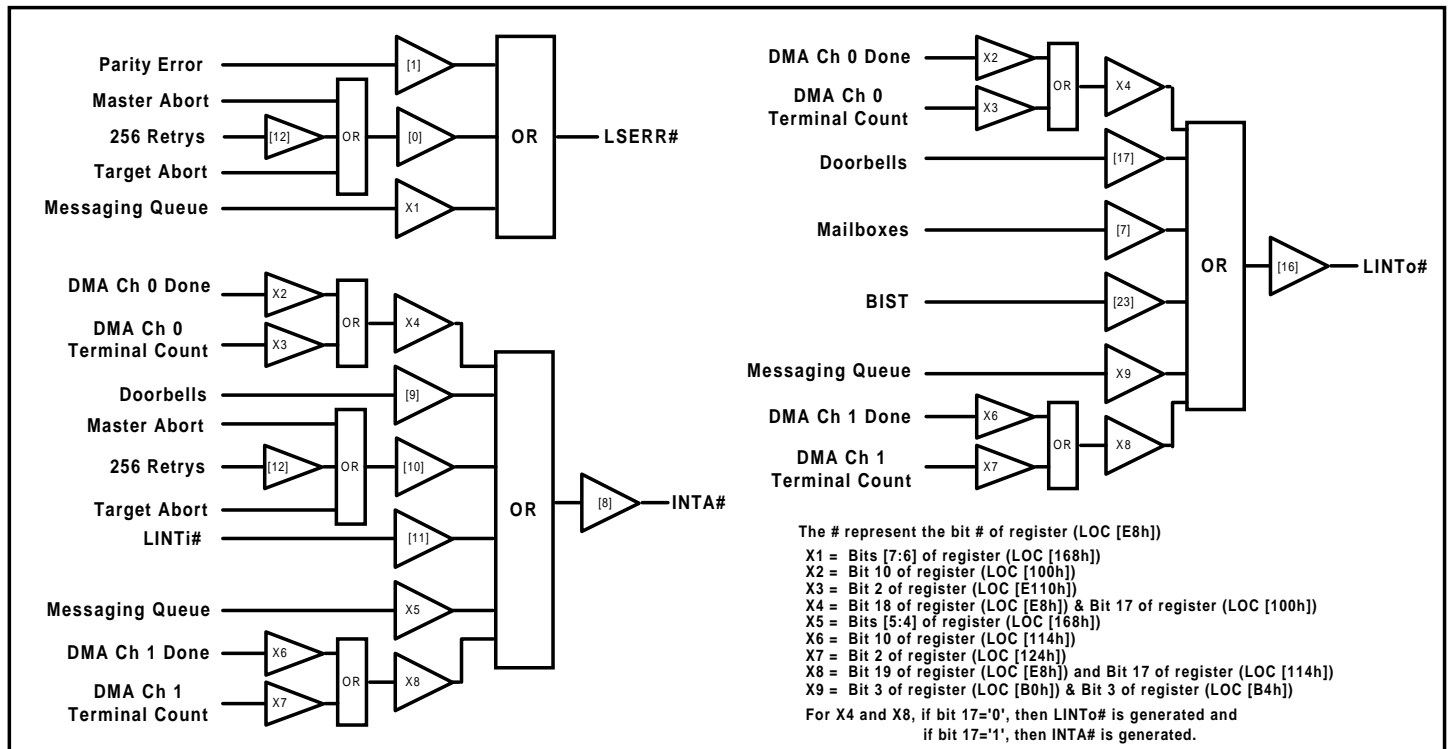 Parity Error
[1]
Master Abort
256 Retrys
[12]
OR
[0]
OR
LSERR#
Target Abort
Messaging Queue
X1
DMA Ch 0 Done
X2
DMA Ch 0
Terminal Count
X3
OR
X4
Doorbells
[9]
Master Abort
256 Retrys
[12]
OR
[10]
Target Abort
LINTi#
[11]
OR
[8]
INTA#
Messaging Queue
X5
DMA Ch 1 Done
X6
DMA Ch 1
Terminal Count
X7
OR
X8
DMA Ch 0 Done
X2
DMA Ch 0
Terminal Count
X3
OR
X4
Doorbells
[17]
Mailboxes
[7]
OR
[16]
LINTo#
BIST
[23]
Messaging Queue
X9
DMA Ch 1 Done
X6
DMA Ch 1
Terminal Count
X7
OR
X8
The # represent the bit # of register (LOC [E8h])
X1 = Bits [7:6] of register (LOC [168h])
X2 = Bit 10 of register (LOC [100h])
X3 = Bit 2 of register (LOC [E110h])
X4 = Bit 18 of register (LOC [E8h]) & Bit 17 of register (LOC [100h])
X5 = Bits [5:4] of register (LOC [168h])
X6 = Bit 10 of register [114h])
X7 = Bit 2 of register (LOC [124h])
X8 = Bit 19 of register (LOC [E8h]) and Bit 17 of register (LOC [114h])
X9 = Bit 3 of register (LOC [B0h]) & Bit 3 of register (LOC [B4h])
For X4 and X8, if bit 17='0', then LINTo# is generated and
if bit 17='1', then INTA# is generated.